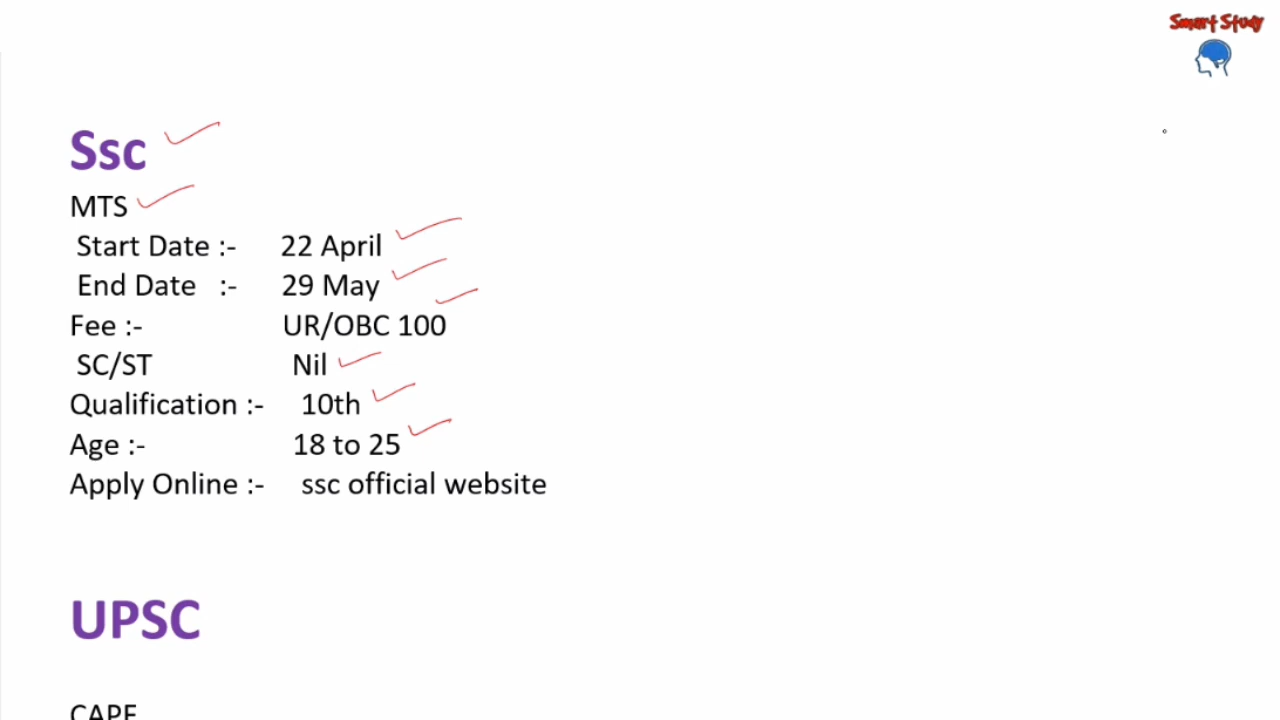 Smart Study
Ssc
MTS
Start Date :- 22 April
End Date :- 29 May
Fee :- UR/OBC 100
SC/ST Nil
Qualification :- 10th
Age :- 18 to 25
Apply Online :- ssc official website
UPSC
CAPF